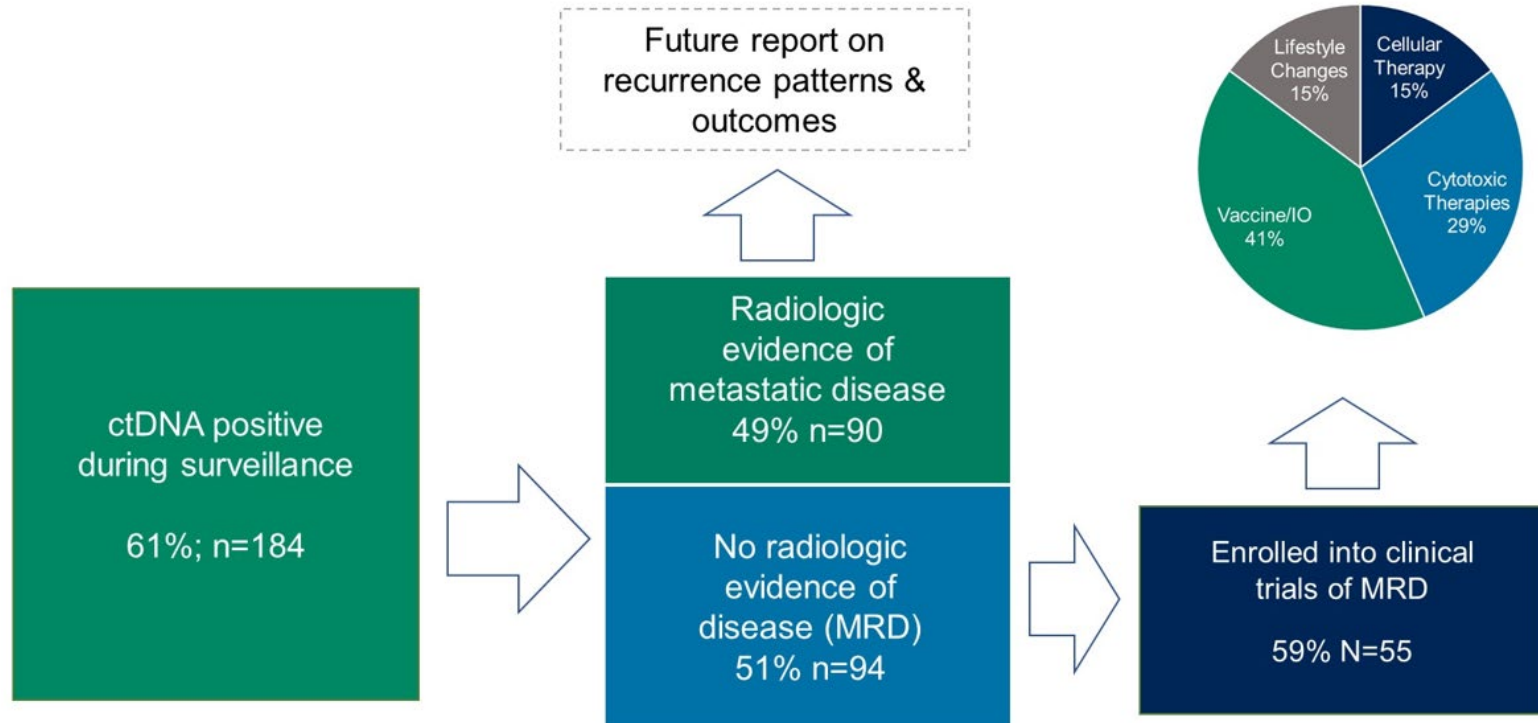 Future report on
recurrence patterns &
outcomes
Lifestyle
Changes
15%
Cellular
Therapy
15%
Cytotoxic
Therapies
29%
Vaccine/IO
41%
ctDNA positive
during surveillance
61%; n=184
Radiologic
evidence of
metastatic disease
49% n=90
No radiologic
evidence of
disease (MRD)
51% n=94
Enrolled into clinical
trials of MRD
59% N=55